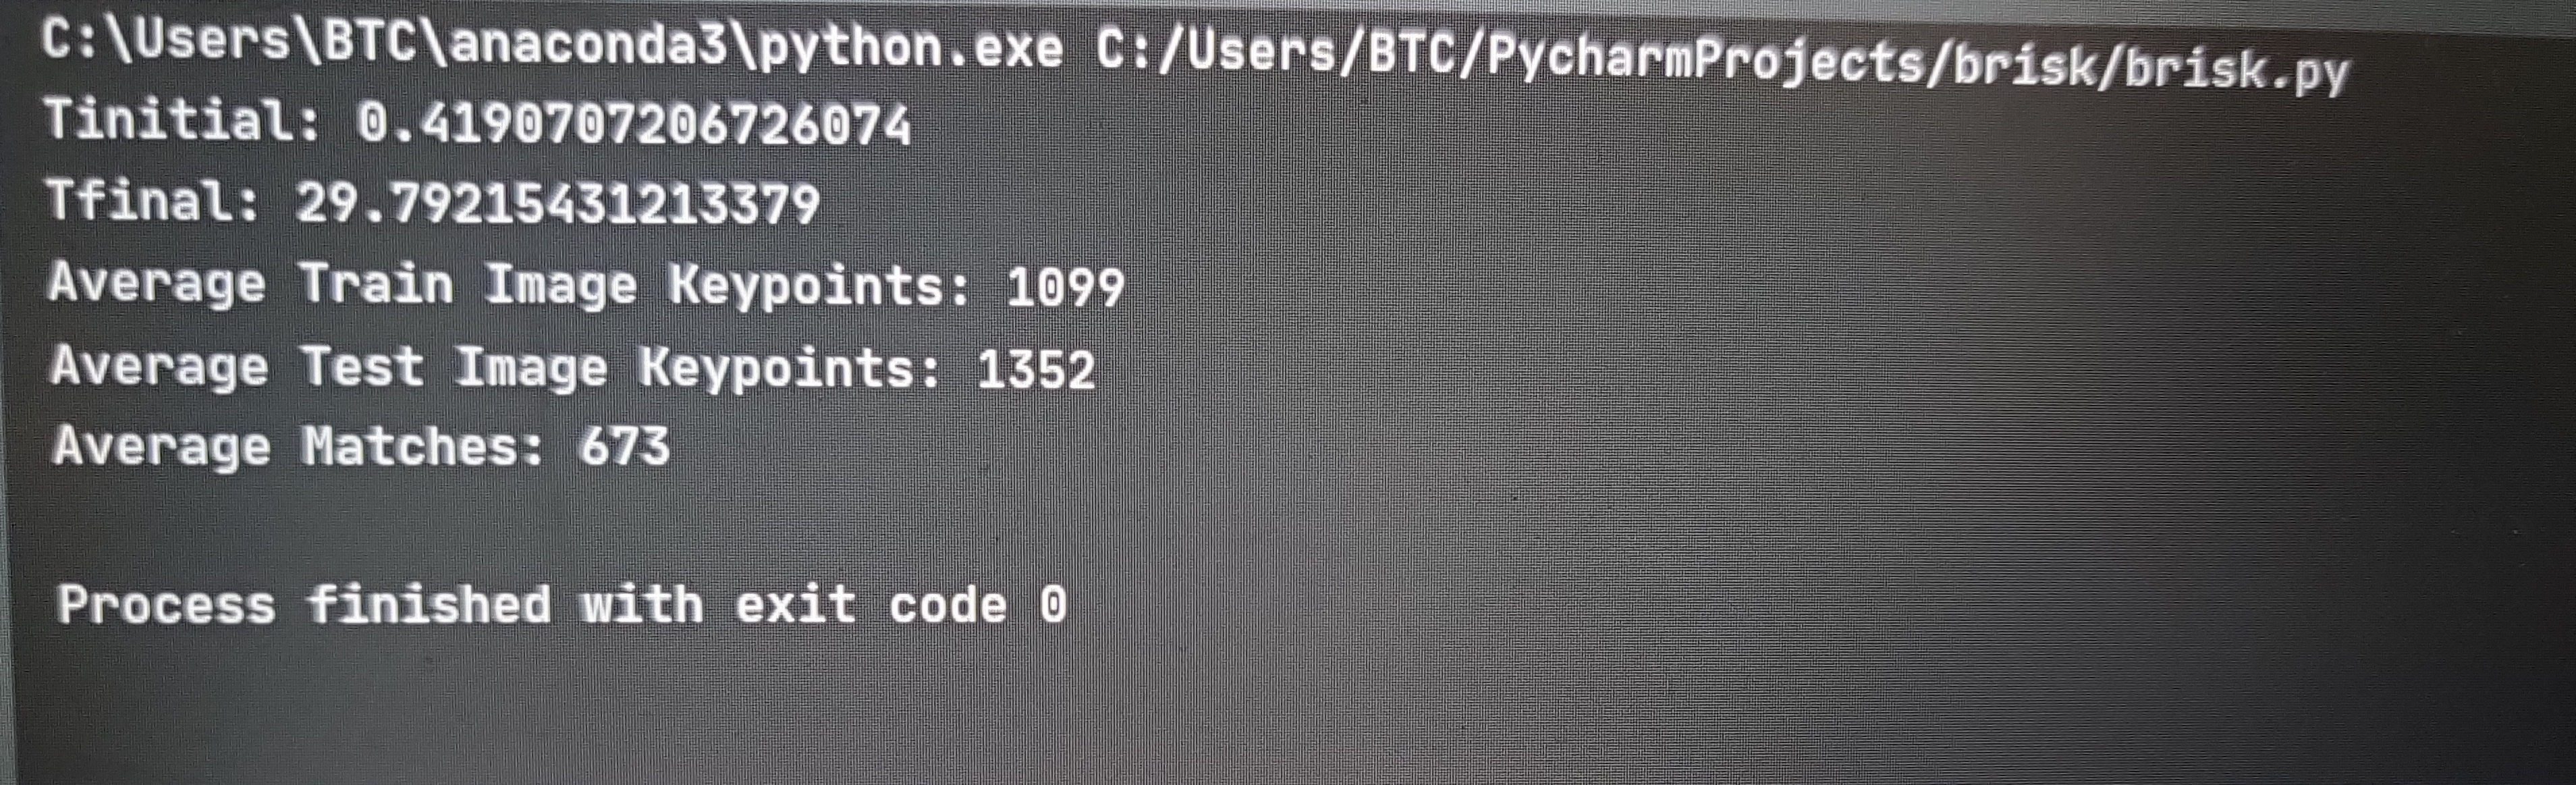 C:\Users\BTC\anaconda3\python.exe C:/Users/BTC/PycharmProjects/brisk/brisk.py
Tinitial: 0.4190707206726074
Tfinal: 29.79215431213379
Average Train Image Keypoints: 1099
Average Test Image Keypoints: 1352
Average Matches: 673
Process finished with exit code 0